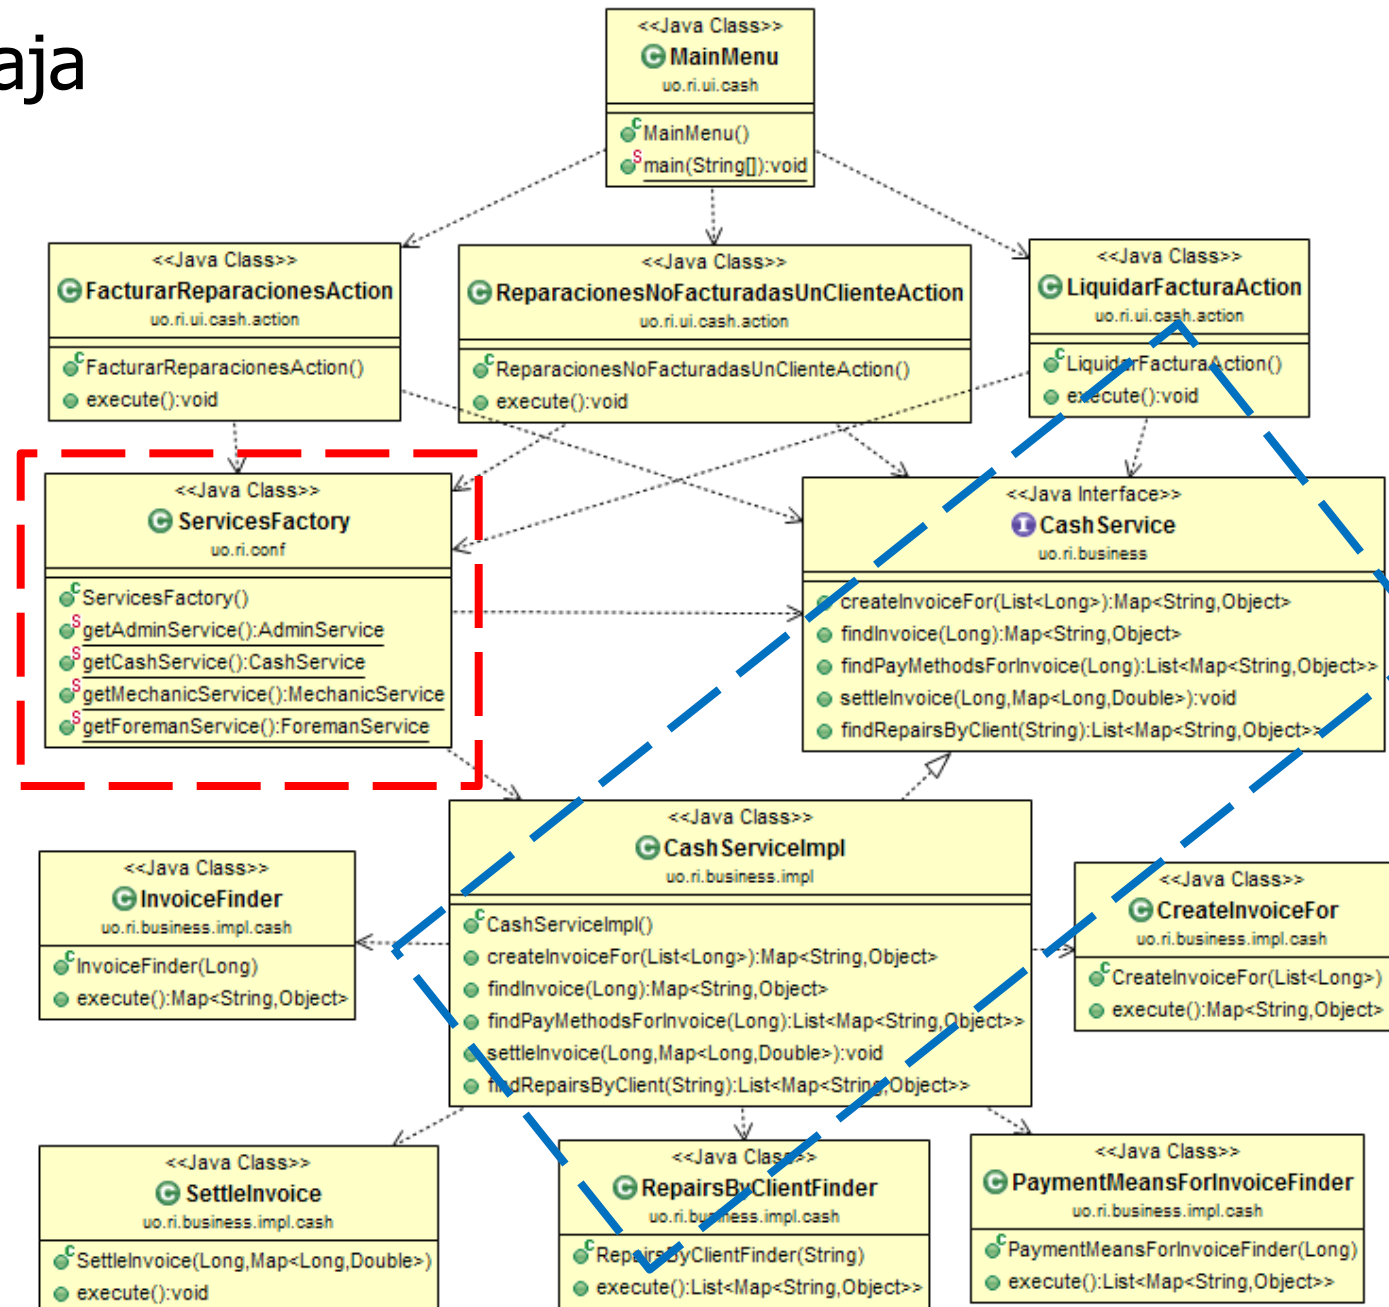 aja
<<Java Class>>
MainMenu
uo.ri.ui.cash
MainMenu()
main(String[]):void
<<Java Class>>
FacturarReparacionesAction
uo.ri.ui.cash.action
FacturarReparacionesAction()
execute():void
<<Java Class>>
ReparacionesNoFacturadasUnClienteAction
uo.ri.ui.cash.action
ReparacionesNoFacturadasUnClienteAction()
execute():void
<<Java Class>>
LiquidarFacturaAction
uo.ri.ui.cash.action
LiquidarFacturaAction()
execute():void
<<Java Class>>
ServicesFactory
uo.ri.conf
ServicesFactory()
getAdminService():AdminService
getCashService():CashService
getMechanicService():MechanicService
getForemanService():ForemanService
<<Java Interface>>
CashService
uo.ri.business
createInvoiceFor(List<Long>):Map<String,Object>
findInvoice(Long):Map<String,Object>
findPayMethodsForInvoice(Long):List<Map<String,Object>>
settleInvoice(Long,Map<Long,Double>):void
findRepairsByClient(String):List<Map<String,Object>>
<<Java Class>>
CashServiceImpl
uo.ri.business.impl
CashServiceImpl()
createInvoiceFor(List<Long>):Map<String,Object>
findInvoice(Long):Map<String,Object>
findPayMethodsForInvoice(Long):List<Map<String,Object>>
settleInvoice(Long,Map<Long,Double>):void
findRepairsByClient(String):List<Map<String,Object>>
<<Java Class>>
InvoiceFinder
uo.ri.business.impl.cash
InvoiceFinder(Long)
execute():Map<String,Object>
<<Java Class>>
CreateInvoiceFor
uo.ri.business.impl.cash
CreateInvoiceFor(List<Long>)
execute():Map<String,Object>
<<Java Class>>
SettleInvoice
uo.ri.business.impl.cash
SettleInvoice(Long,Map<Long,Double>)
execute():void
<<Java Class>>
RepairsByClientFinder
uo.ri.business.impl.cash
RepairsByClientFinder(String)
execute():List<Map<String,Object>>
<<Java Class>>
PaymentMeansForInvoiceFinder
uo.ri.business.impl.cash
PaymentMeansForInvoiceFinder(Long)
execute():List<Map<String,Object>>